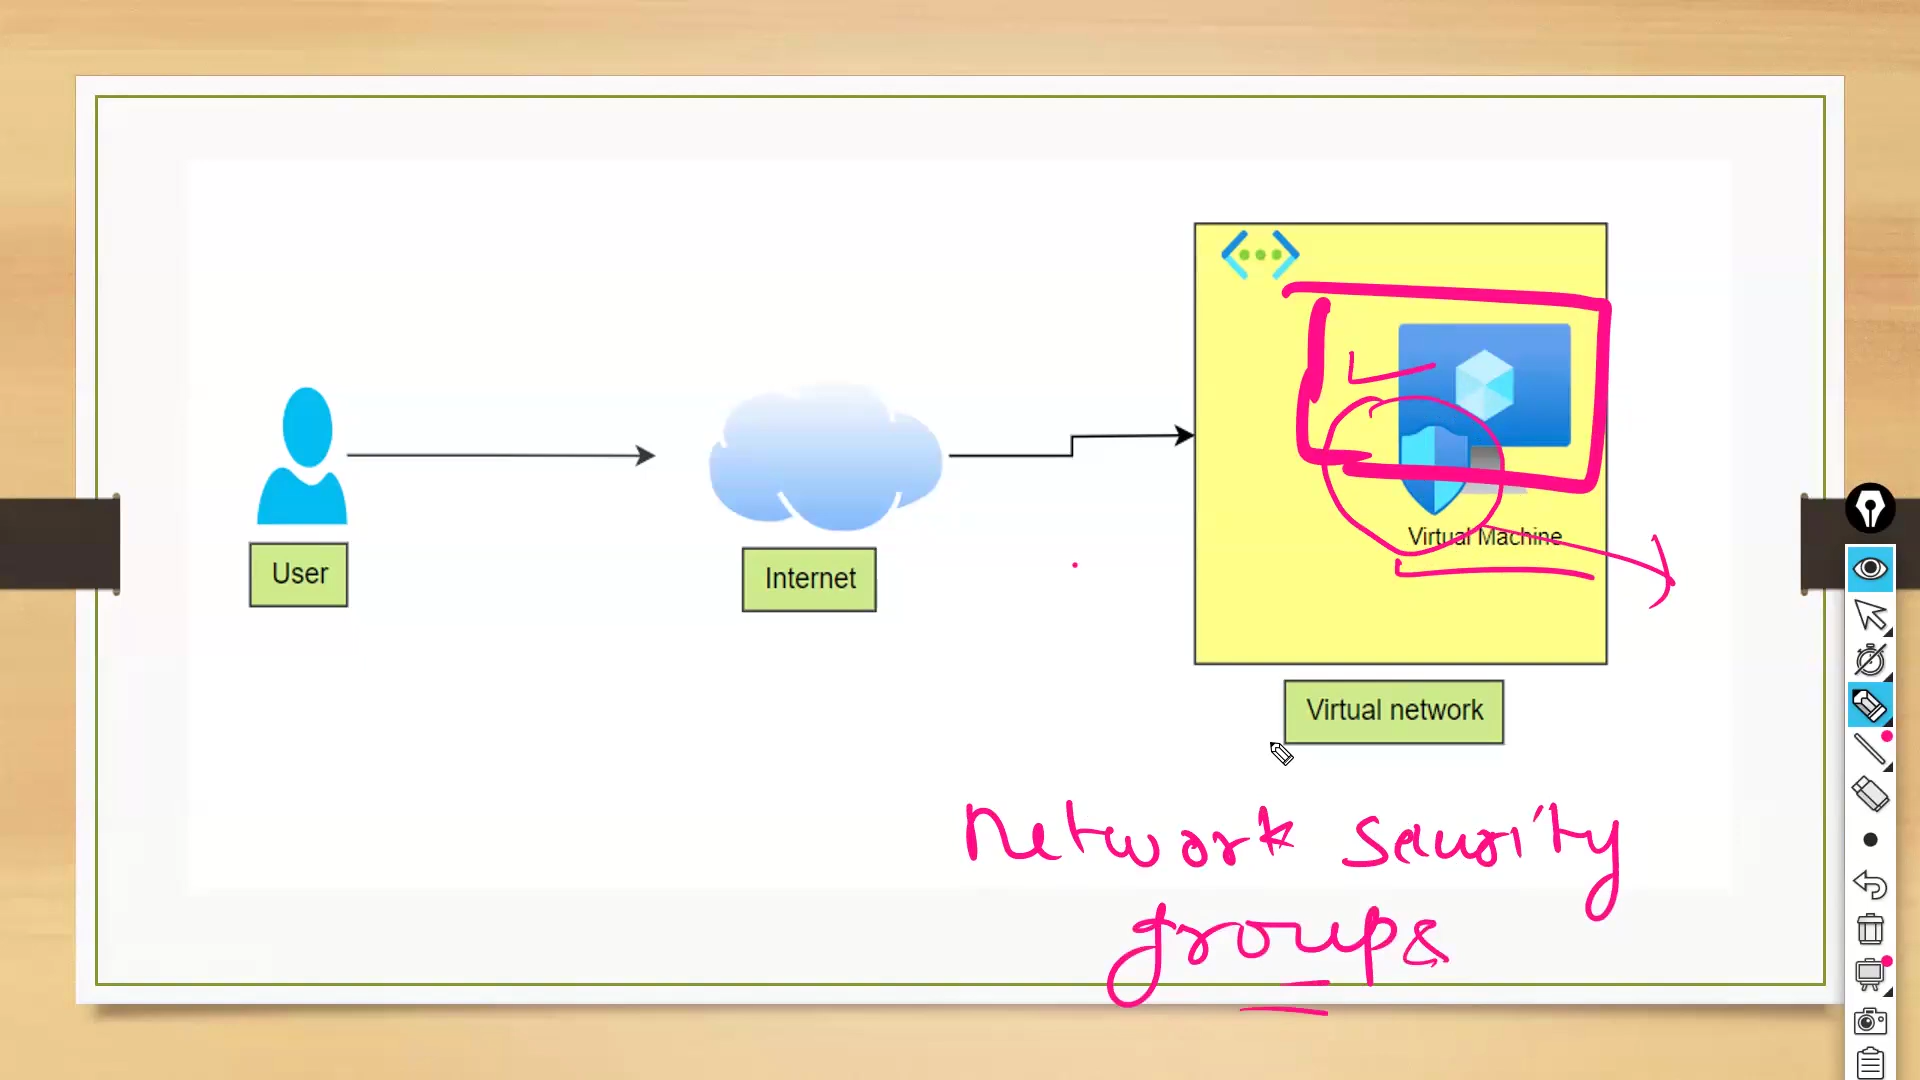 User
Internet
Virtual Machine
Virtual network
Network security
groups